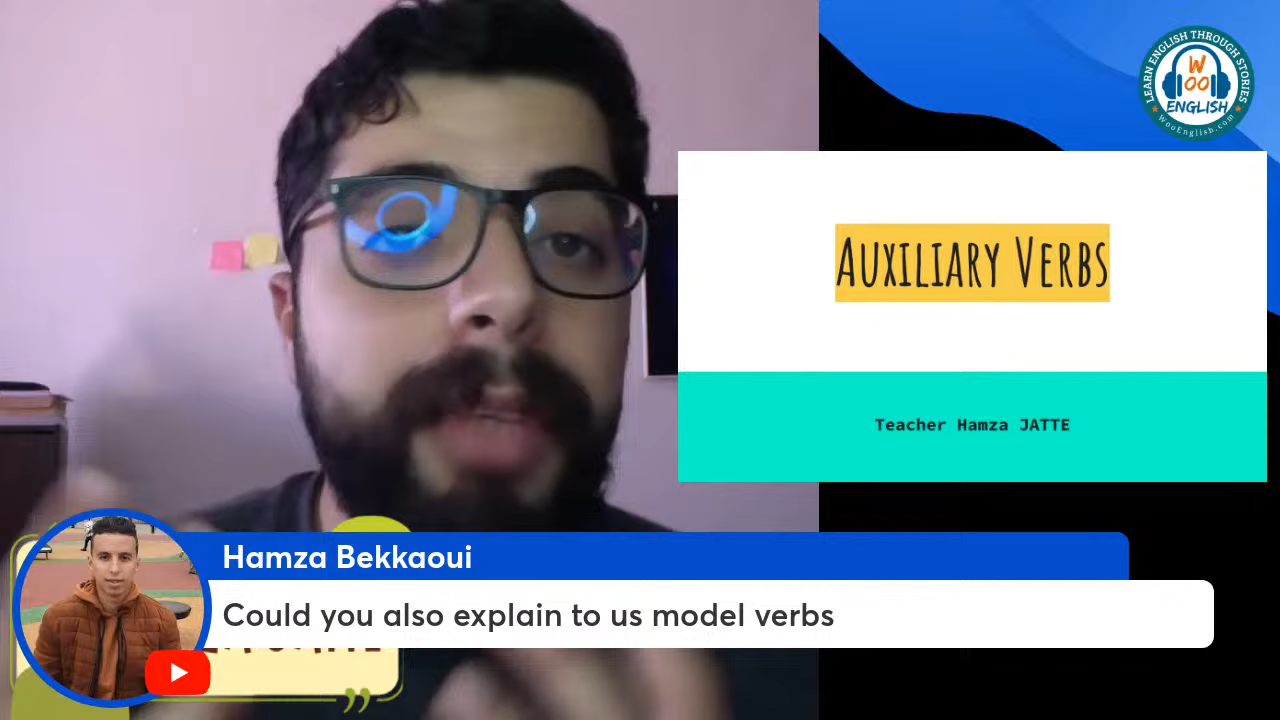 LEARN ENGLISH THROUGH STORIES
WOO
ENGLISH
WooEnglish.com
AUXILIARY VERBS
Teacher Hamza JATTE
Hamza Bekkaoui
Could you also explain to us model verbs